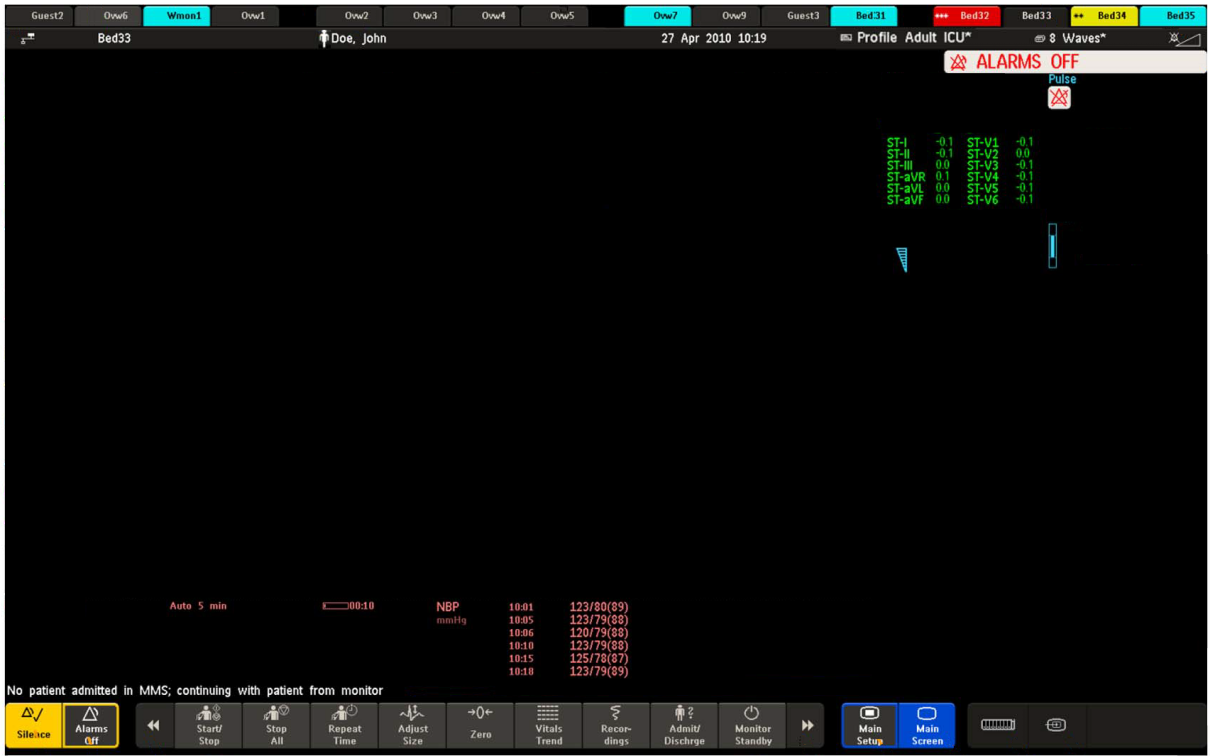 Guest2 Ovw6 Wmon1 Ovw1 Ovw2 Ovw3 Ovw4 Ovw5 Ovw7 Ovw9 Guest3 Bed31 *** Bed32 Bed33 ** Bed34 Bed35
Bed33 Doe, John 27 Apr 2010 10:19 Profile Adult ICU* 8 Waves*
ALARMS OFF
Pulse
ST-I -0.1 ST-V1 -0.1
ST-II -0.1 ST-V2 0.0
ST-III 0.0 ST-V3 -0.1
ST-aVR 0.1 ST-V4 -0.1
ST-aVL 0.0 ST-V5 -0.1
ST-aVF 0.0 ST-V6 -0.1
Auto 5 min 00:10 NBP 10:01 123/80(89)
mmHg 10:05 123/79(88)
10:06 120/79(88)
10:10 123/79(88)
10:15 125/78(87)
10:18 123/79(89)
No patient admitted in MMS; continuing with patient from monitor
Silence
Alarms Off
Start/ Stop
Stop All
Repeat Time
Adjust Size
→0← Zero
Vitals Trend
Recor- dings
Admit/ Dischrge
Monitor Standby
Main Setup
Main Screen